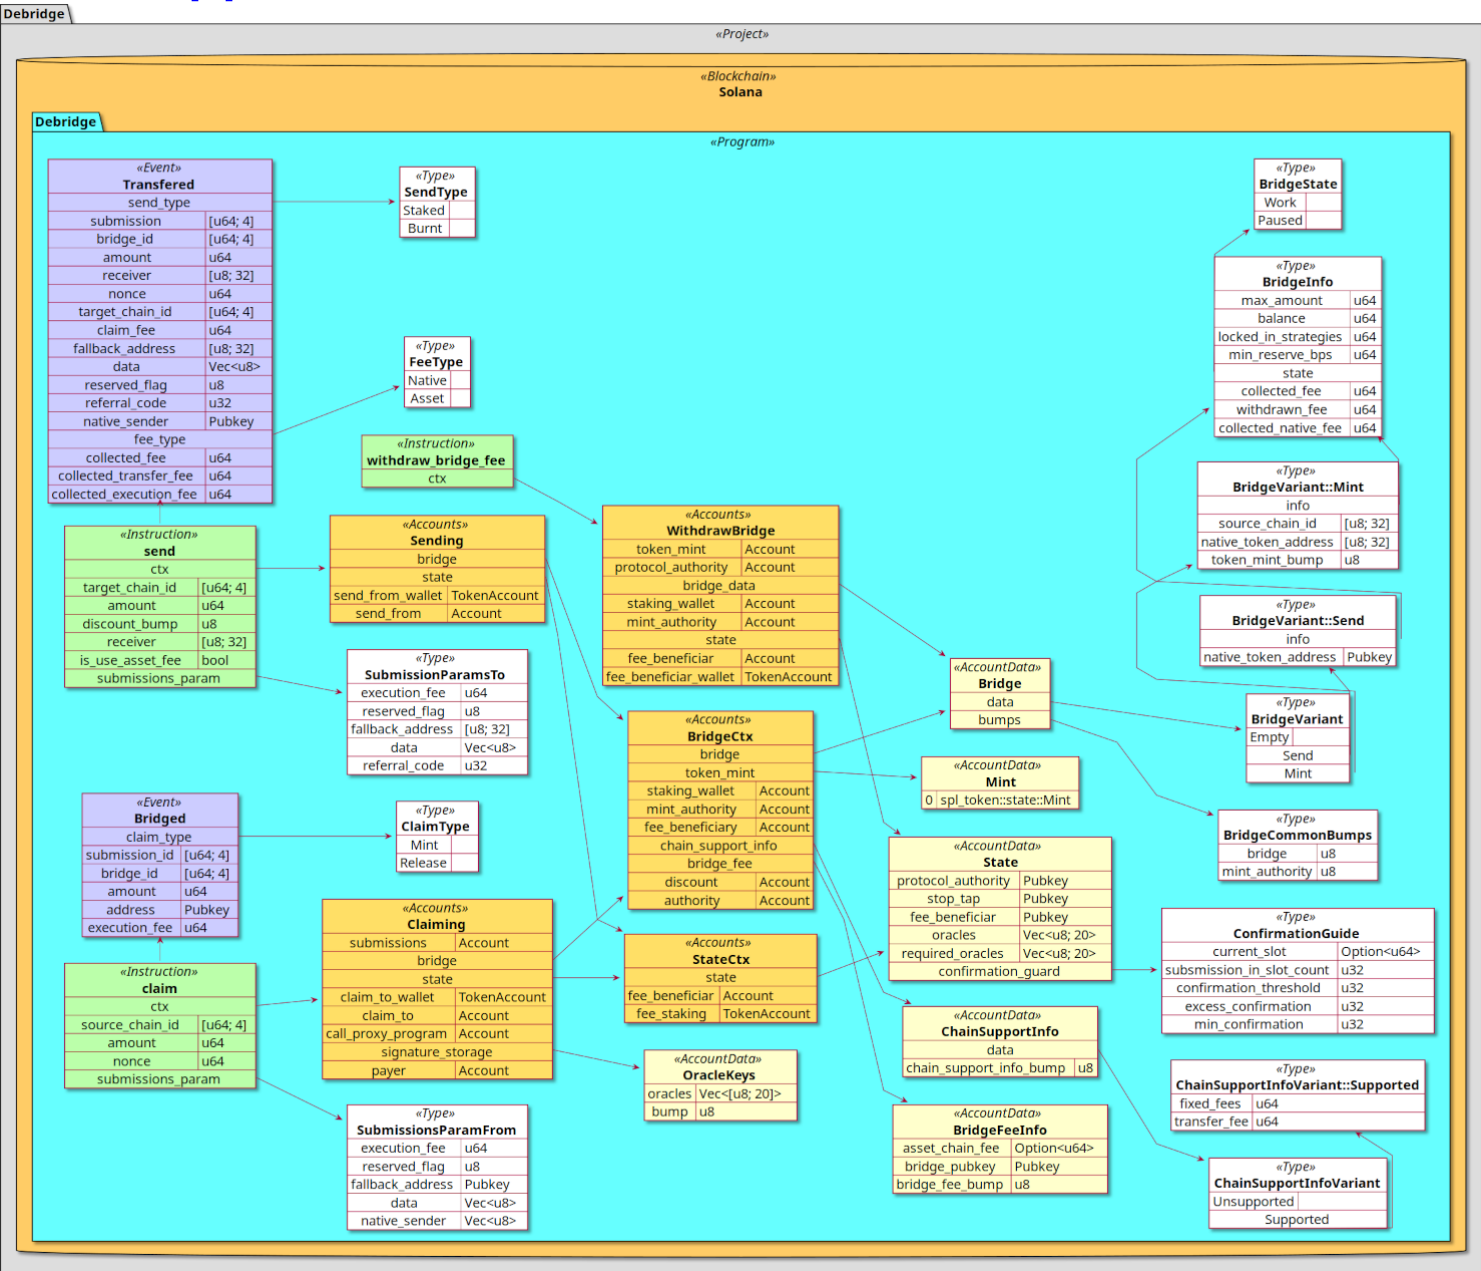 Debridge
«Project»
«Blockchain»
Solana
Debridge
«Program»
«Event»
Transfered
send_type
submission [u64; 4]
bridge_id [u64; 4]
amount u64
receiver [u8; 32]
nonce u64
target_chain_id [u64; 4]
claim_fee u64
fallback_address [u8; 32]
data Vec<u8>
reserved_flag u8
referral_code u32
native_sender Pubkey
fee_type
collected_fee u64
collected_transfer_fee u64
collected_execution_fee u64
«Type»
SendType
Staked
Burnt
«Type»
FeeType
Native
Asset
«Instruction»
withdraw_bridge_fee
ctx
«Instruction»
send
ctx
target_chain_id [u64; 4]
amount u64
discount_bump u8
receiver [u8; 32]
is_use_asset_fee bool
submissions_param
«Accounts»
Sending
bridge
state
send_from_wallet TokenAccount
send_from Account
«Type»
SubmissionParamsTo
execution_fee u64
reserved_flag u8
fallback_address [u8; 32]
data Vec<u8>
referral_code u32
«Event»
Bridged
claim_type
submission_id [u64; 4]
bridge_id [u64; 4]
amount u64
address Pubkey
execution_fee u64
«Type»
ClaimType
Mint
Release
«Instruction»
claim
ctx
source_chain_id [u64; 4]
amount u64
nonce u64
submissions_param
«Accounts»
Claiming
submissions Account
bridge
state
claim_to_wallet TokenAccount
claim_to Account
call_proxy_program Account
signature_storage
payer Account
«Type»
SubmissionsParamFrom
execution_fee u64
reserved_flag u8
fallback_address Pubkey
data Vec<u8>
native_sender Vec<u8>
«Accounts»
WithdrawBridge
token_mint Account
protocol_authority Account
bridge_data
staking_wallet Account
mint_authority Account
state
fee_beneficiar Account
fee_beneficiar_wallet TokenAccount
«Accounts»
BridgeCtx
bridge
token_mint
staking_wallet Account
mint_authority Account
fee_beneficiary Account
chain_support_info
bridge_fee
discount Account
authority Account
«Accounts»
StateCtx
state
fee_beneficiar Account
fee_staking TokenAccount
«AccountData»
OracleKeys
oracles Vec<[u8; 20]>
bump u8
«AccountData»
Bridge
data
bumps
«AccountData»
Mint
0 spl_token::state::Mint
«AccountData»
State
protocol_authority Pubkey
stop_tap Pubkey
fee_beneficiar Pubkey
oracles Vec<u8; 20>
required_oracles Vec<u8; 20>
confirmation_guard
«AccountData»
ChainSupportInfo
data
chain_support_info_bump u8
«AccountData»
BridgeFeeInfo
asset_chain_fee Option<u64>
bridge_pubkey Pubkey
bridge_fee_bump u8
«Type»
BridgeState
Work
Paused
«Type»
BridgeInfo
max_amount u64
balance u64
locked_in_strategies u64
min_reserve_bps u64
state
collected_fee u64
withdrawn_fee u64
collected_native_fee u64
«Type»
BridgeVariant::Mint
info
source_chain_id [u8; 32]
native_token_address [u8; 32]
token_mint_bump u8
«Type»
BridgeVariant::Send
info
native_token_address Pubkey
«Type»
BridgeVariant
Empty
Send
Mint
«Type»
BridgeCommonBumps
bridge u8
mint_authority u8
«Type»
ConfirmationGuide
current_slot Option<u64>
subsmission_in_slot_count u32
confirmation_threshold u32
excess_confirmation u32
min_confirmation u32
«Type»
ChainSupportInfoVariant::Supported
fixed_fees u64
transfer_fee u64
«Type»
ChainSupportInfoVariant
Unsupported
Supported